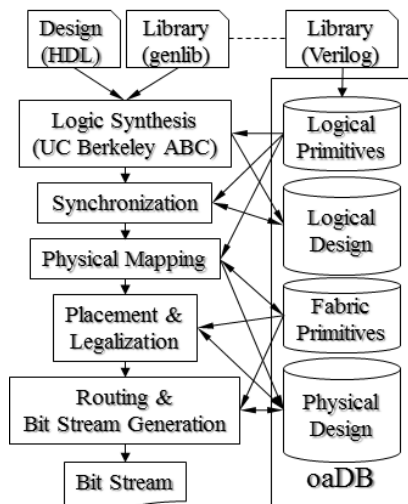 Design
(HDL)
Library
(genlib)
Library
(Verilog)
Logic Synthesis
(UC Berkeley ABC)
Logical
Primitives
Synchronization
Logical
Design
Physical Mapping
Fabric
Primitives
Placement &
Legalization
Physical
Design
Routing &
Bit Stream Generation
oaDB
Bit Stream